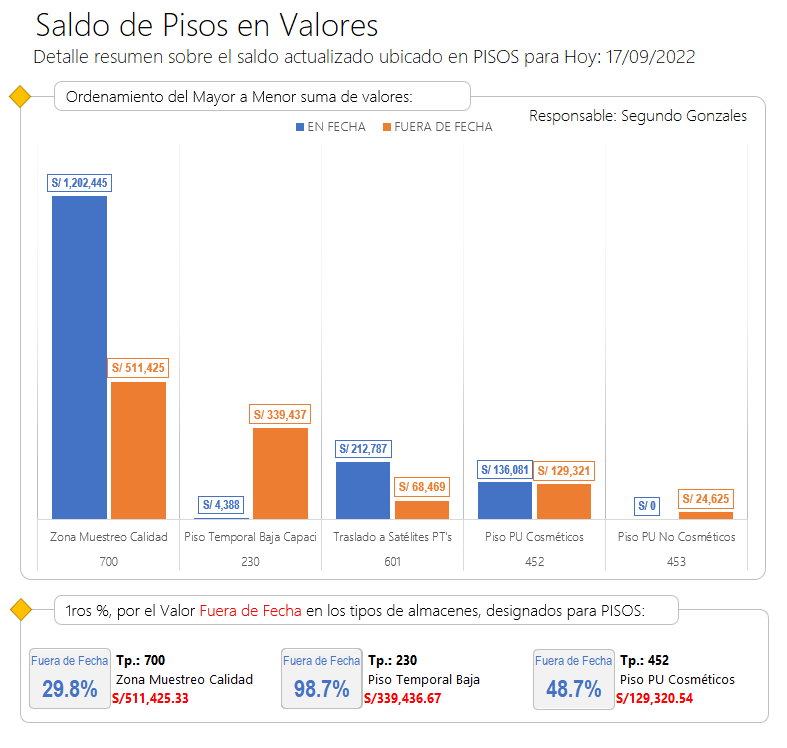 Saldo de Pisos en Valores
Detalle resumen sobre el saldo actualizado ubicado en PISOS para Hoy: 17/09/2022
Ordenamiento del Mayor a Menor suma de valores:
Responsable: Segundo Gonzales
EN FECHA FUERA DE FECHA
S/ 1,202,445
S/ 511,425
S/ 4,388
S/ 339,437
S/ 212,787
S/ 68,469
S/ 136,081
S/ 129,321
S/ 0
S/ 24,625
Zona Muestreo Calidad Piso Temporal Baja Capaci Traslado a Satélites PT's Piso PU Cosméticos Piso PU No Cosméticos
700 230 601 452 453
1ros %, por el Valor Fuera de Fecha en los tipos de almacenes, designados para PISOS:
Fuera de Fecha
29.8%
Tp.: 700
Zona Muestreo Calidad
S/511,425.33
Fuera de Fecha
98.7%
Tp.: 230
Piso Temporal Baja
S/339,436.67
Fuera de Fecha
48.7%
Tp.: 452
Piso PU Cosméticos
S/129,320.54